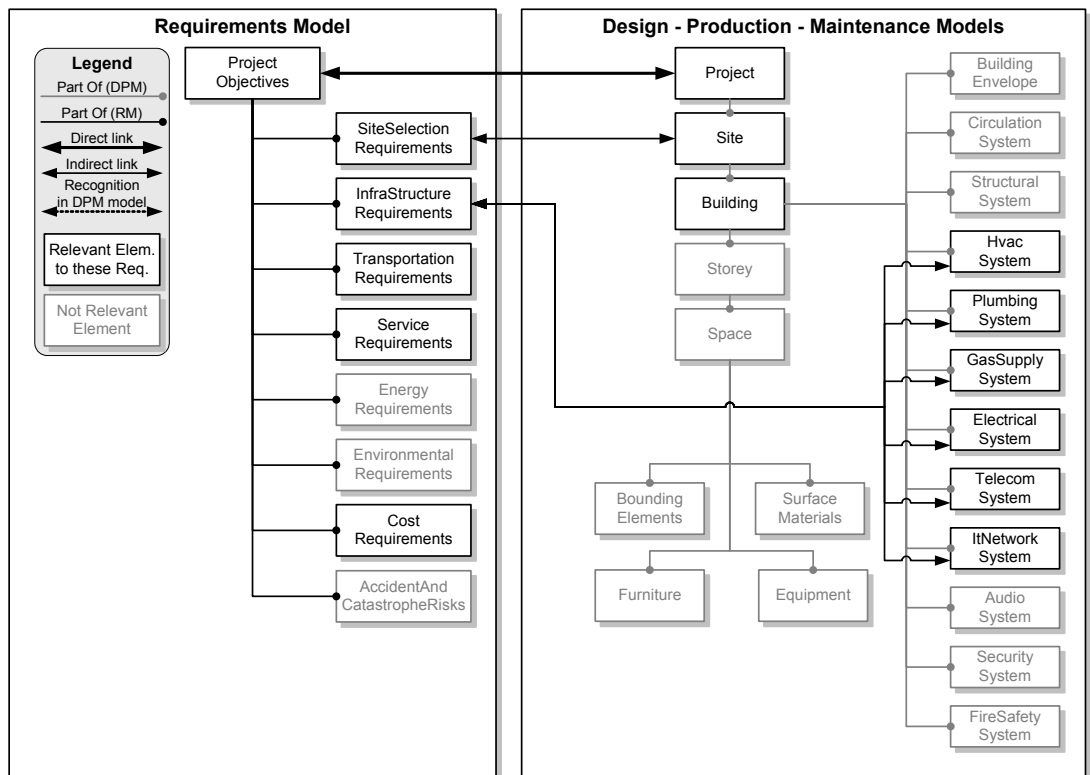 Requirements Model
Legend
Part Of (DPM)
Part Of (RM)
Direct link
Indirect link
Recognition
in DPM model
Relevant Elem.
to these Req.
Not Relevant
Element
Project
Objectives
SiteSelection
Requirements
InfraStructure
Requirements
Transportation
Requirements
Service
Requirements
Energy
Requirements
Environmental
Requirements
Cost
Requirements
AccidentAnd
CatastropheRisks
Design - Production - Maintenance Models
Project
Site
Building
Storey
Space
Bounding
Elements
Surface
Materials
Furniture
Equipment
Building
Envelope
Circulation
System
Structural
System
Hvac
System
Plumbing
System
GasSupply
System
Electrical
System
Telecom
System
ItNetwork
System
Audio
System
Security
System
FireSafety
System